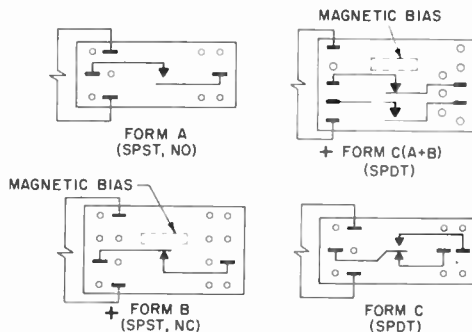 MAGNETIC BIAS
FORM A
(SPST, NO)
+ FORM C(A+B)
(SPDT)
MAGNETIC BIAS
+ FORM B
(SPST, NC)
FORM C
(SPDT)